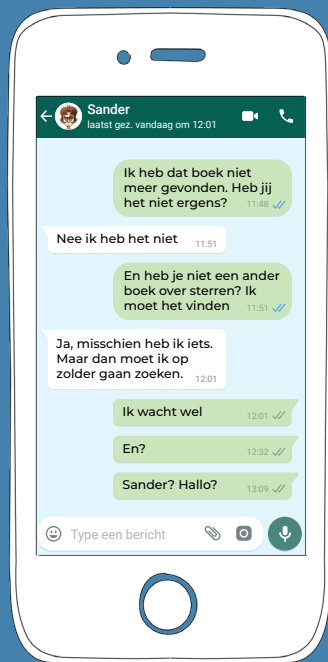 Sander
laatst gez. vandaag om 12:01
Ik heb dat boek niet
meer gevonden. Heb jij
het niet ergens? 11:48
Nee ik heb het niet 11:51
En heb je niet een ander
boek over sterren? Ik
moet het vinden 11:51
Ja, misschien heb ik iets.
Maar dan moet ik op
zolder gaan zoeken. 12:01
Ik wacht wel 12:01
En? 12:32
Sander? Hallo? 13:09
Type een bericht